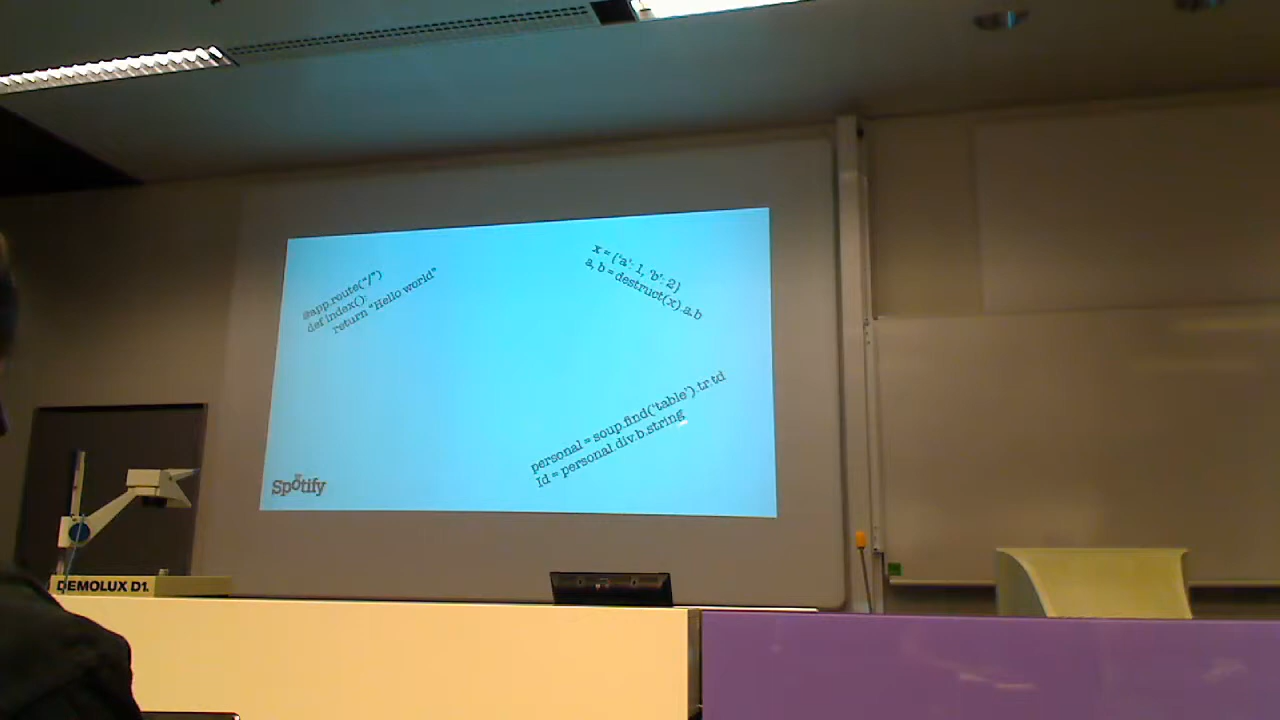 @app.route("/")
def index():
return "Hello world"
x = {'a': 1, 'b': 2}
a, b = destruct(x).a.b
personal = soup.find('table').tr.td
Id = personal.div.b.string
Spotify
DEMOLUX D1.